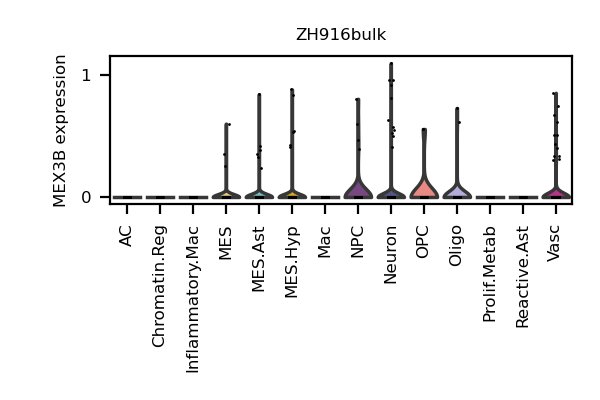 ZH916bulk
MEX3B expression
1
0
AC
Chromatin.Reg
Inflammatory.Mac
MES
MES.Ast
MES.Hyp
Mac
NPC
Neuron
OPC
Oligo
Prolif.Metab
Reactive.Ast
Vasc